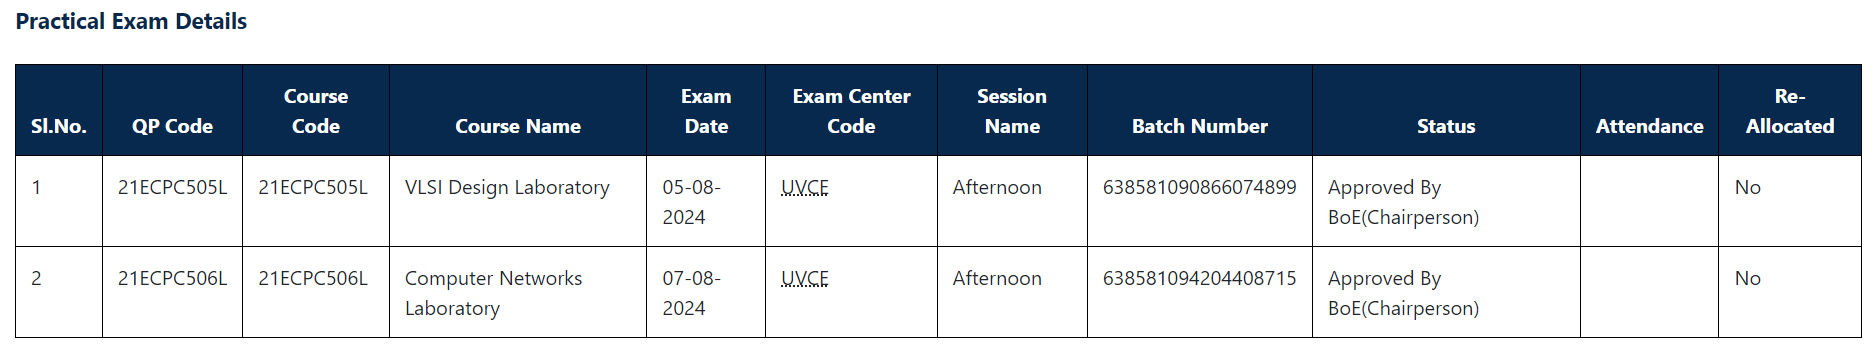 Practical Exam Details
Sl.No. QP Code Course Code Course Name Exam Date Exam Center Code Session Name Batch Number Status Attendance Re-Allocated
1 21ECPC505L 21ECPC505L VLSI Design Laboratory 05-08-2024 UVCE Afternoon 638581090866074899 Approved By BoE(Chairperson) No
2 21ECPC506L 21ECPC506L Computer Networks Laboratory 07-08-2024 UVCE Afternoon 638581094204408715 Approved By BoE(Chairperson) No